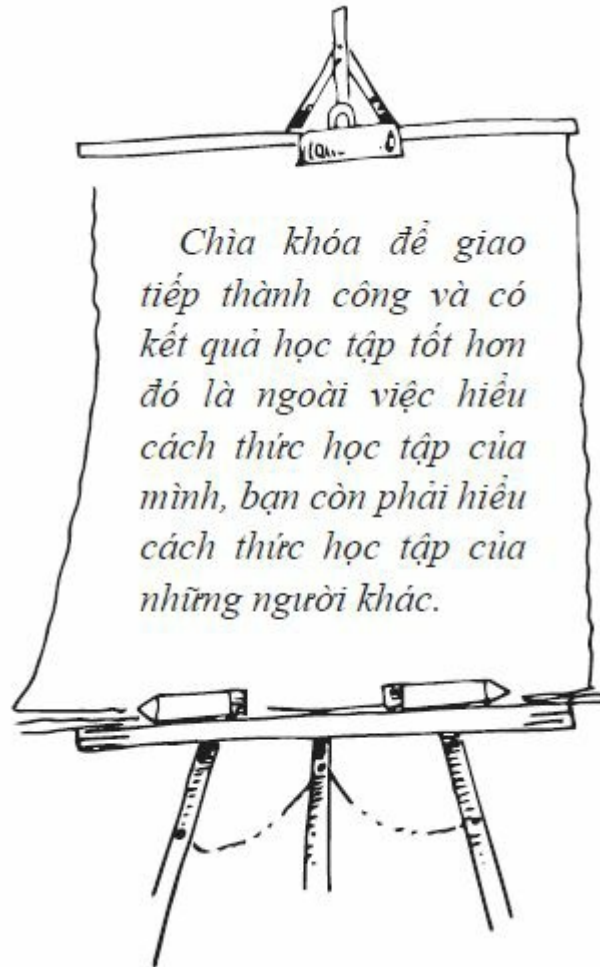 Chìa khóa để giao
tiếp thành công và có
kết quả học tập tốt hơn
đó là ngoài việc hiểu
cách thức học tập của
mình, bạn còn phải hiểu
cách thức học tập của
những người khác.